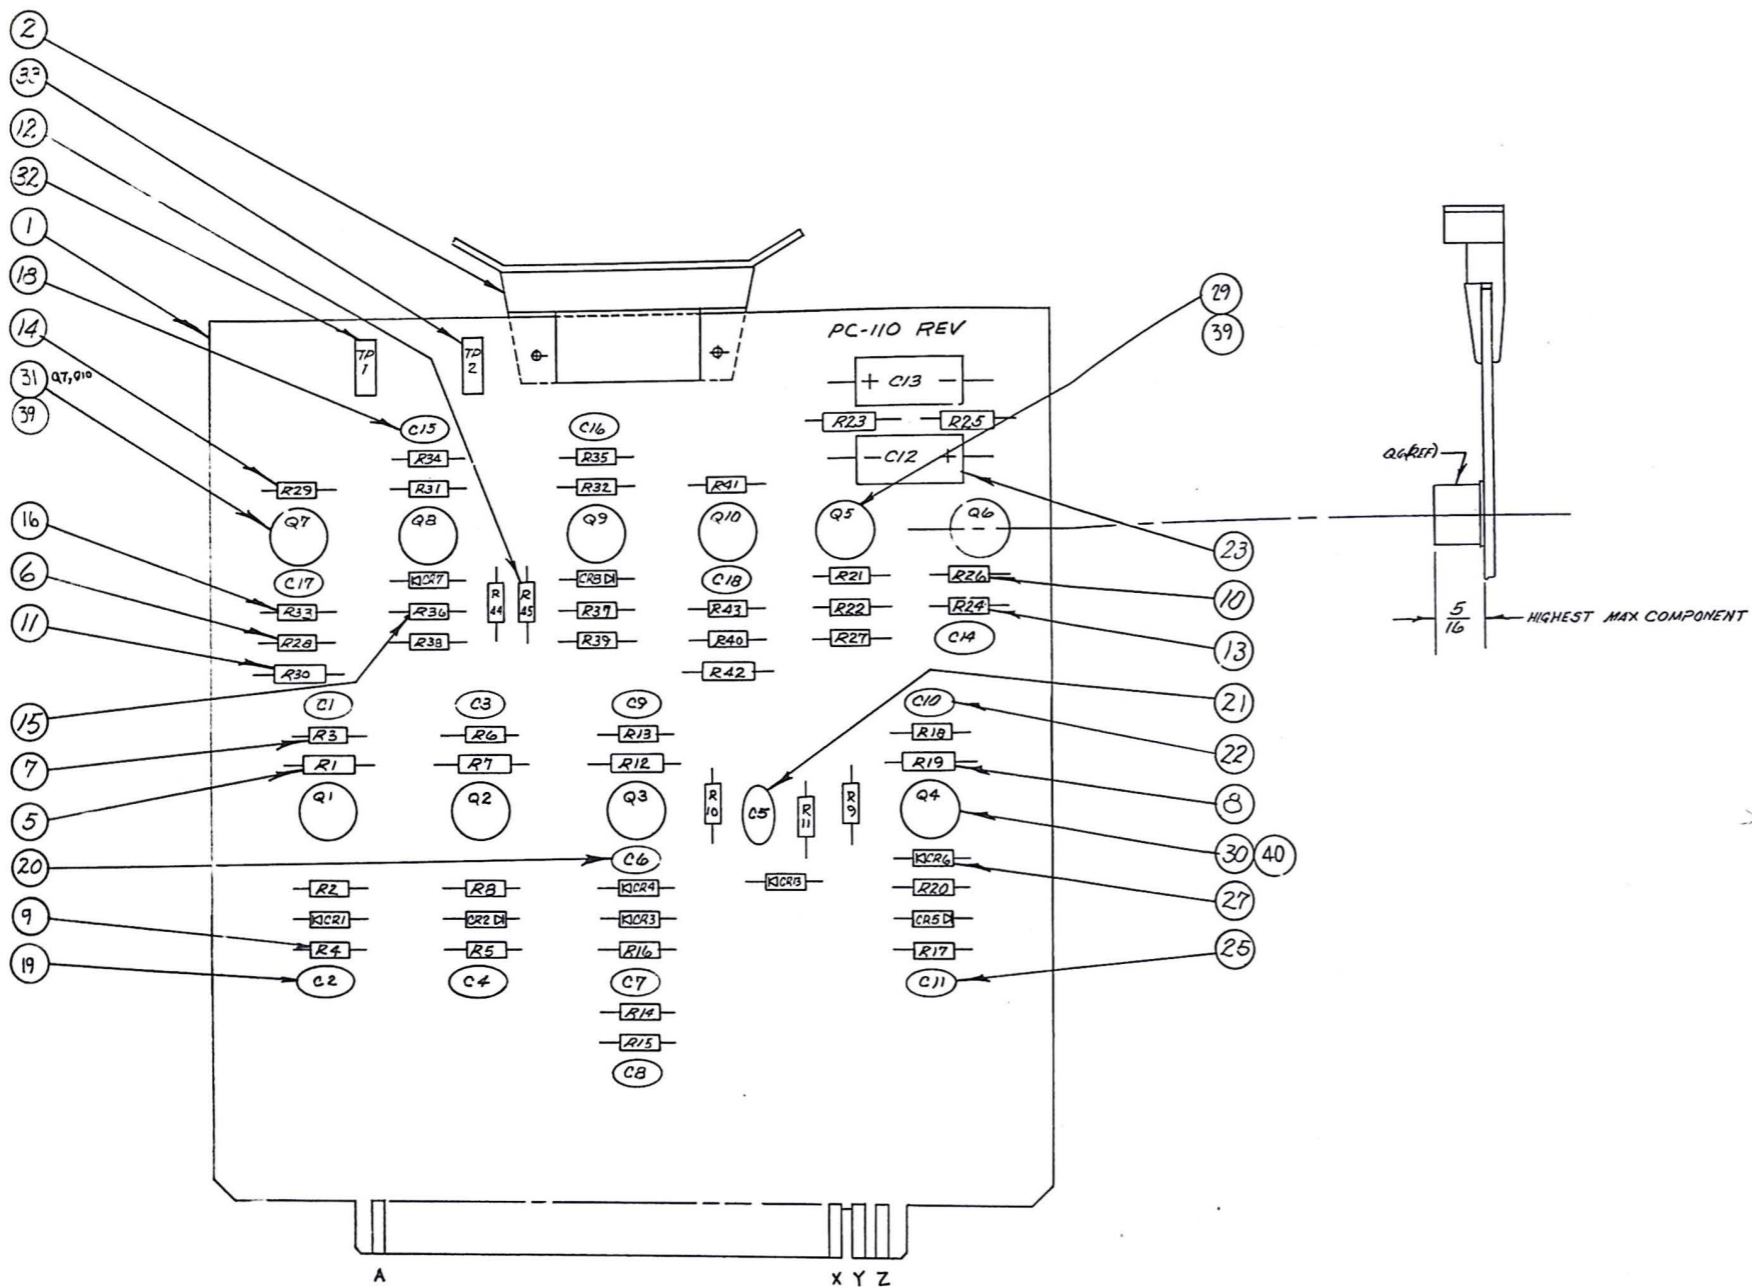 2
33
12
32
1
18
14
31 Q7, Q10
39
16
6
11
15
7
5
20
9
19
29
39
23
10
13
21
22
8
30 40
27
25
PC-110 REV
TP 1
TP 2
+ C13 -
R23 R25
- C12 +
C15 C16
R34 R35
R29 R31 R32 R41
Q7 Q8 Q9 Q10 Q5 Q6
C17 CR7 CR8 C18 R21 R26
R33 R36 R 44 R 45 R37 R43 R22 R24
R28 R38 R39 R40 R27 C14
R30 R42
C1 C3 C9 C10
R3 R6 R13 R18
R1 R7 R12 R19
Q1 Q2 Q3 R 10 C5 R 11 R 9 Q4
C6 CR6
R2 R8 CR4 CR13 R20
CR1 CR2 CR3 CR5
R4 R5 R16 R17
C2 C4 C7 C11
R14
R15
C8
A X Y Z
Q6(REF)
5/16 HIGHEST MAX COMPONENT